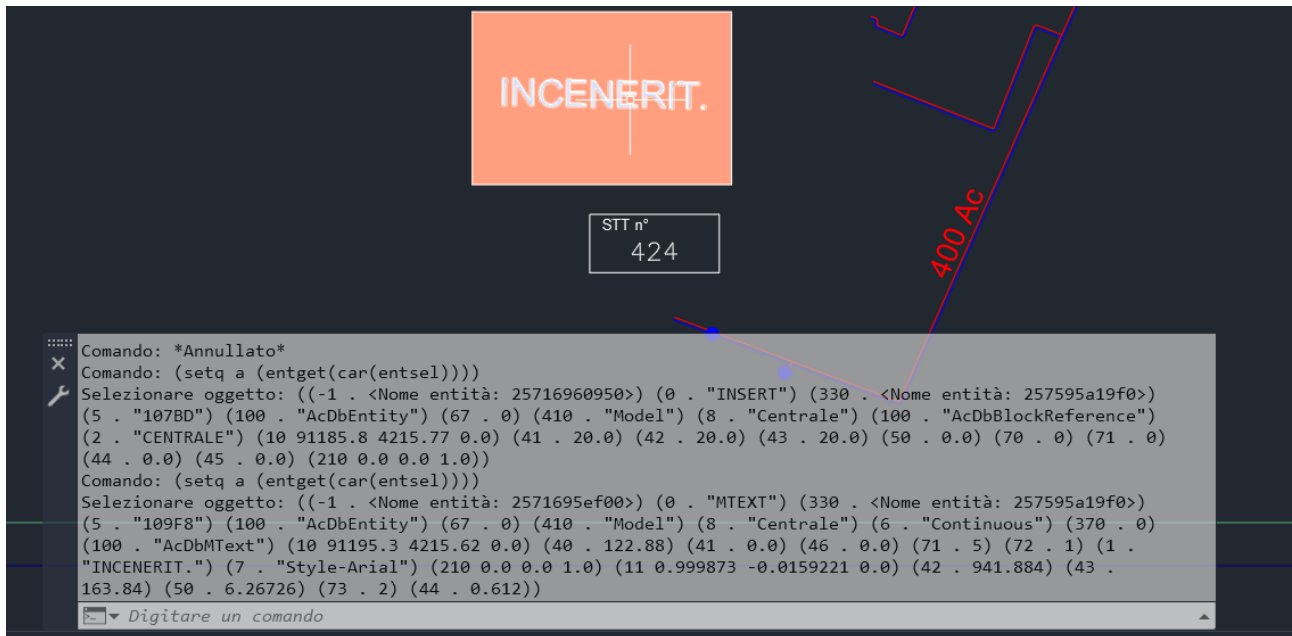 INCENERIT.
STT n°
424
400 Ac
Comando: *Annullato*
Comando: (setq a (entget(car(entsel))))
Selezionare oggetto: ((-1 . <Nome entità: 25716960950>) (0 . "INSERT") (330 . <Nome entità: 257595a19f0>)
(5 . "107BD") (100 . "AcDbEntity") (67 . 0) (410 . "Model") (8 . "Centrale") (100 . "AcDbBlockReference")
(2 . "CENTRALE") (10 91185.8 4215.77 0.0) (41 . 20.0) (42 . 20.0) (43 . 20.0) (50 . 0.0) (70 . 0) (71 . 0)
(44 . 0.0) (45 . 0.0) (210 0.0 0.0 1.0))
Comando: (setq a (entget(car(entsel))))
Selezionare oggetto: ((-1 . <Nome entità: 2571695ef00>) (0 . "MTEXT") (330 . <Nome entità: 257595a19f0>)
(5 . "109F8") (100 . "AcDbEntity") (67 . 0) (410 . "Model") (8 . "Centrale") (6 . "Continuous") (370 . 0)
(100 . "AcDbMText") (10 91195.3 4215.62 0.0) (40 . 122.88) (41 . 0.0) (46 . 0.0) (71 . 5) (72 . 1) (1 .
"INCENERIT.") (7 . "Style-Arial") (210 0.0 0.0 1.0) (11 0.999873 -0.0159221 0.0) (42 . 941.884) (43 .
163.84) (50 . 6.26726) (73 . 2) (44 . 0.612))
Digitare un comando